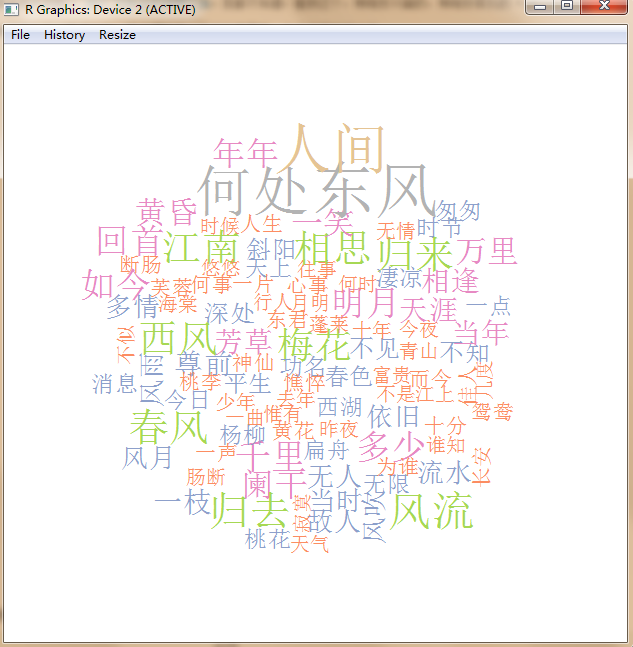 R Graphics: Device 2 (ACTIVE)
File History Resize
人间
年年
何处 东风
黄昏 时候 人生 一笑 无情 时节 匆匆
回首 江南 斜阳 相思 归来 万里
断肠 悠悠 天上 往事 凄凉 相逢
如今 芙蓉 何事 一片 心事 何时
多情 海棠 深处 行人 月明 明月 天涯 一点
东君 蓬莱 十年 今夜 当年
不似 西风 芳草 梅花 不见 青山 不知
风雨 尊前 神仙 功名
消息 桃李 平生 憔悴 春色 富贵 而今 佳人 几度
今日 少年 去年 西湖 不是 江上
春风 一曲 惟有 依旧 鸳鸯
杨柳 黄花 昨夜 十分
风月 一声 千里 扁舟 多少 谁知 长安
肠断 阑干 无人 为谁 流水
一枝 归去 寂寞 当时 无限 风流
故人 风吹
桃花 天气